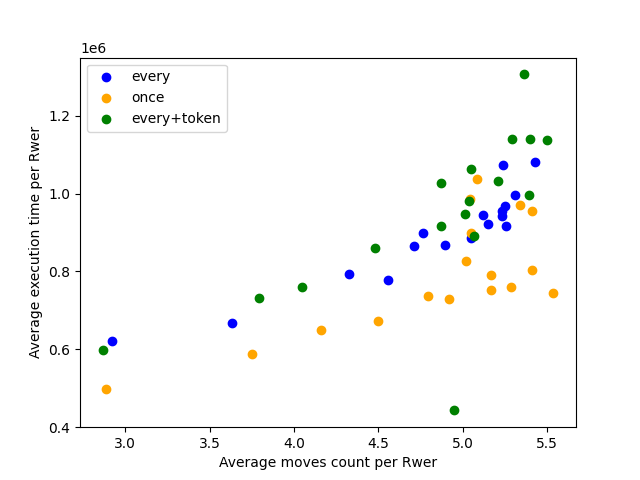 1e6
every
once
every+token
1.2
1.0
0.8
0.6
0.4
Average execution time per Rwer
3.0
3.5
4.0
4.5
5.0
5.5
Average moves count per Rwer